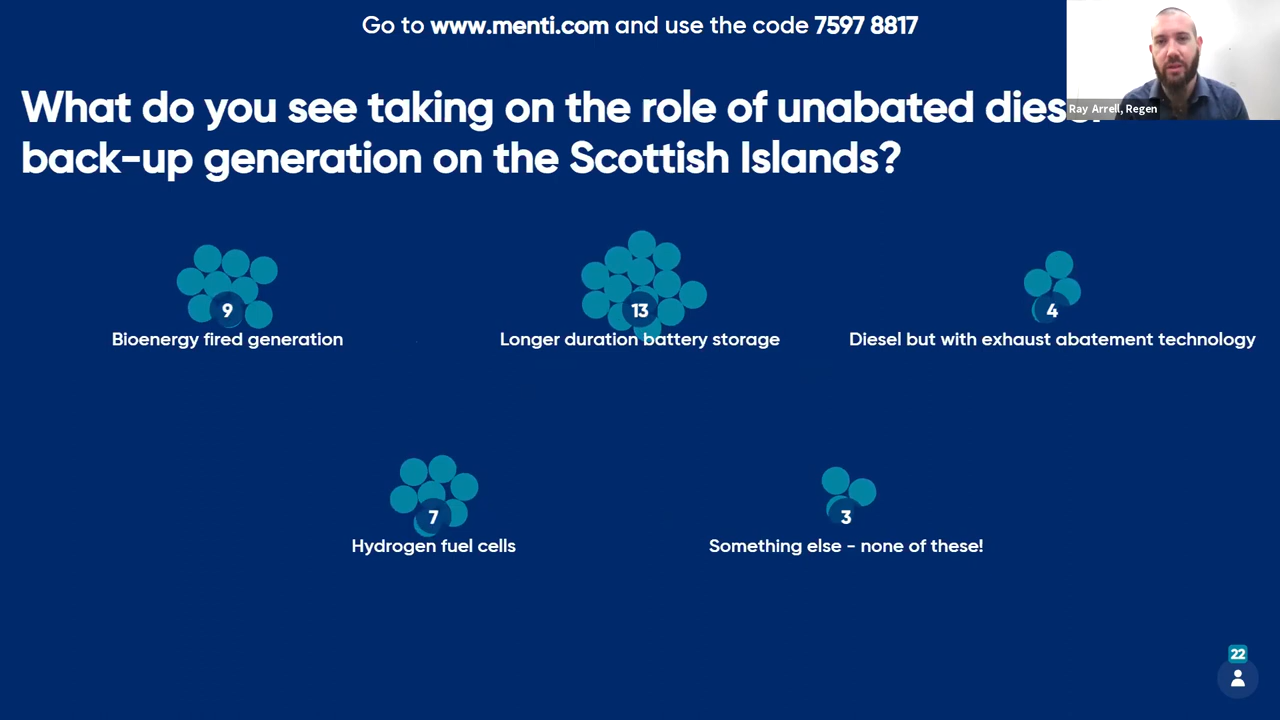 Go to www.menti.com and use the code 7597 8817
Ray Arrell, Regen
What do you see taking on the role of unabated
back-up generation on the Scottish Islands?
9
Bioenergy fired generation
13
Longer duration battery storage
4
Diesel but with exhaust abatement technology
7
Hydrogen fuel cells
3
Something else - none of these!
22